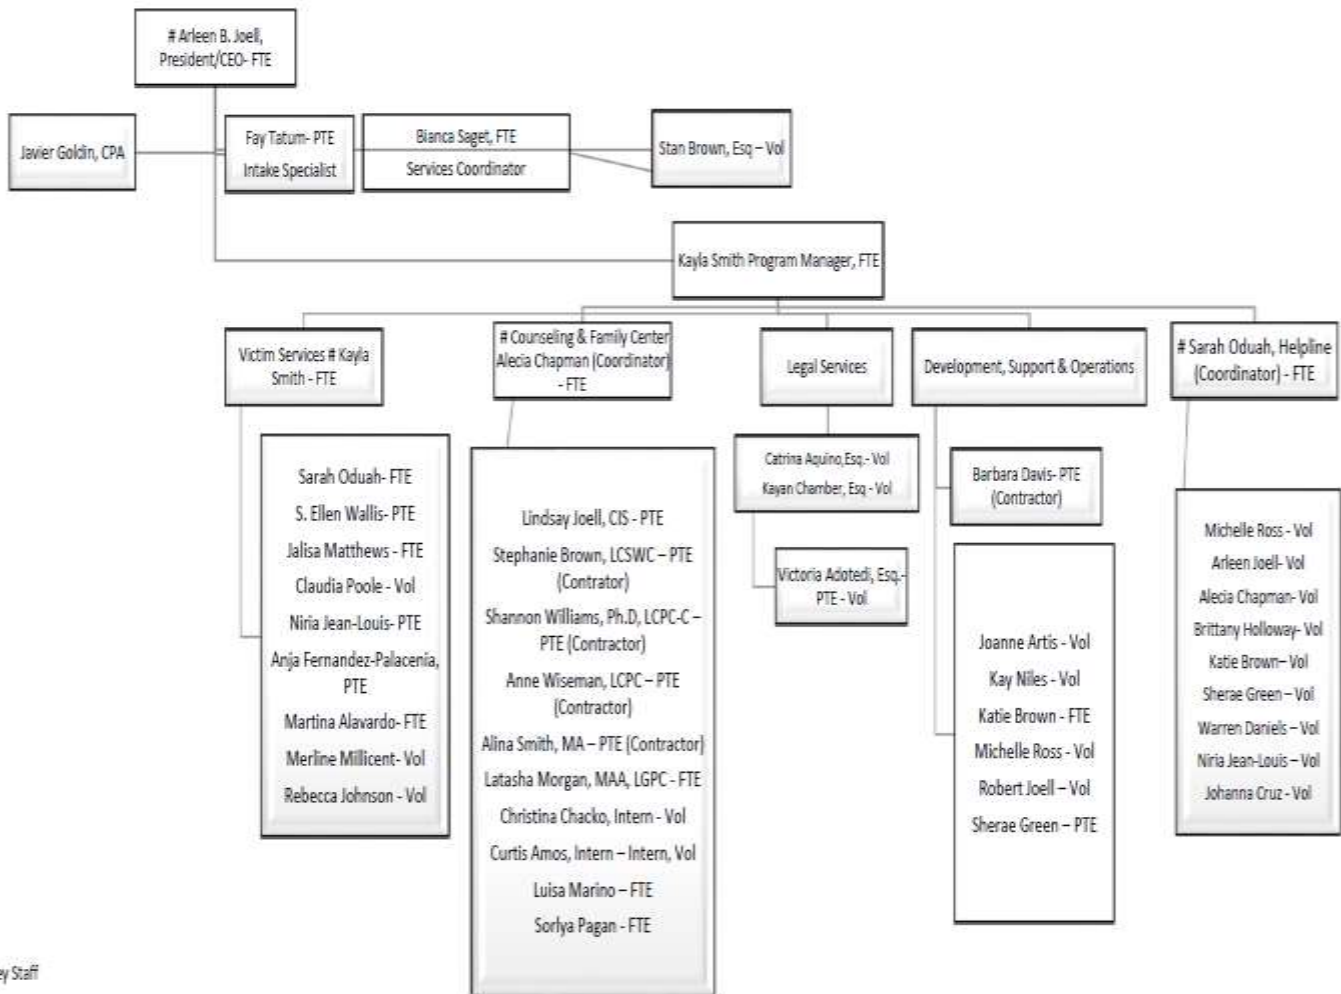 # Arleen B. Joell,
President/CEO- FTE
Javier Goldin, CPA
Fay Tatum- PTE
Intake Specialist
Bianca Saget, FTE
Services Coordinator
Stan Brown, Esq – Vol
Kayla Smith Program Manager, FTE
Victim Services # Kayla
Smith - FTE
# Counseling & Family Center
Alecia Chapman (Coordinator)
- FTE
Legal Services
Development, Support & Operations
# Sarah Oduah, Helpline
(Coordinator) - FTE
Sarah Oduah- FTE
S. Ellen Wallis- PTE
Jalisa Matthews - FTE
Claudia Poole - Vol
Niria Jean-Louis- PTE
Anja Fernandez-Palacenia,
PTE
Martina Alavardo- FTE
Merline Millicent- Vol
Rebecca Johnson - Vol
Lindsay Joell, CIS - PTE
Stephanie Brown, LCSWC – PTE
(Contrator)
Shannon Williams, Ph.D, LCPC-C –
PTE (Contractor)
Anne Wiseman, LCPC – PTE
(Contractor)
Alina Smith, MA – PTE (Contractor)
Latasha Morgan, MAA, LGPC - FTE
Christina Chacko, Intern - Vol
Curtis Amos, Intern – Intern, Vol
Luisa Marino – FTE
Sorlya Pagan - FTE
Catrina Aquino,Esq.- Vol
Kayan Chamber, Esq - Vol
Victoria Adotedi, Esq.-
PTE - Vol
Barbara Davis- PTE
(Contractor)
Joanne Artis - Vol
Kay Niles - Vol
Katie Brown - FTE
Michelle Ross - Vol
Robert Joell – Vol
Sherae Green – PTE
Michelle Ross - Vol
Arleen Joell- Vol
Alecia Chapman- Vol
Brittany Holloway- Vol
Katie Brown– Vol
Sherae Green – Vol
Warren Daniels – Vol
Niria Jean-Louis – Vol
Johanna Cruz - Vol
ey Staff